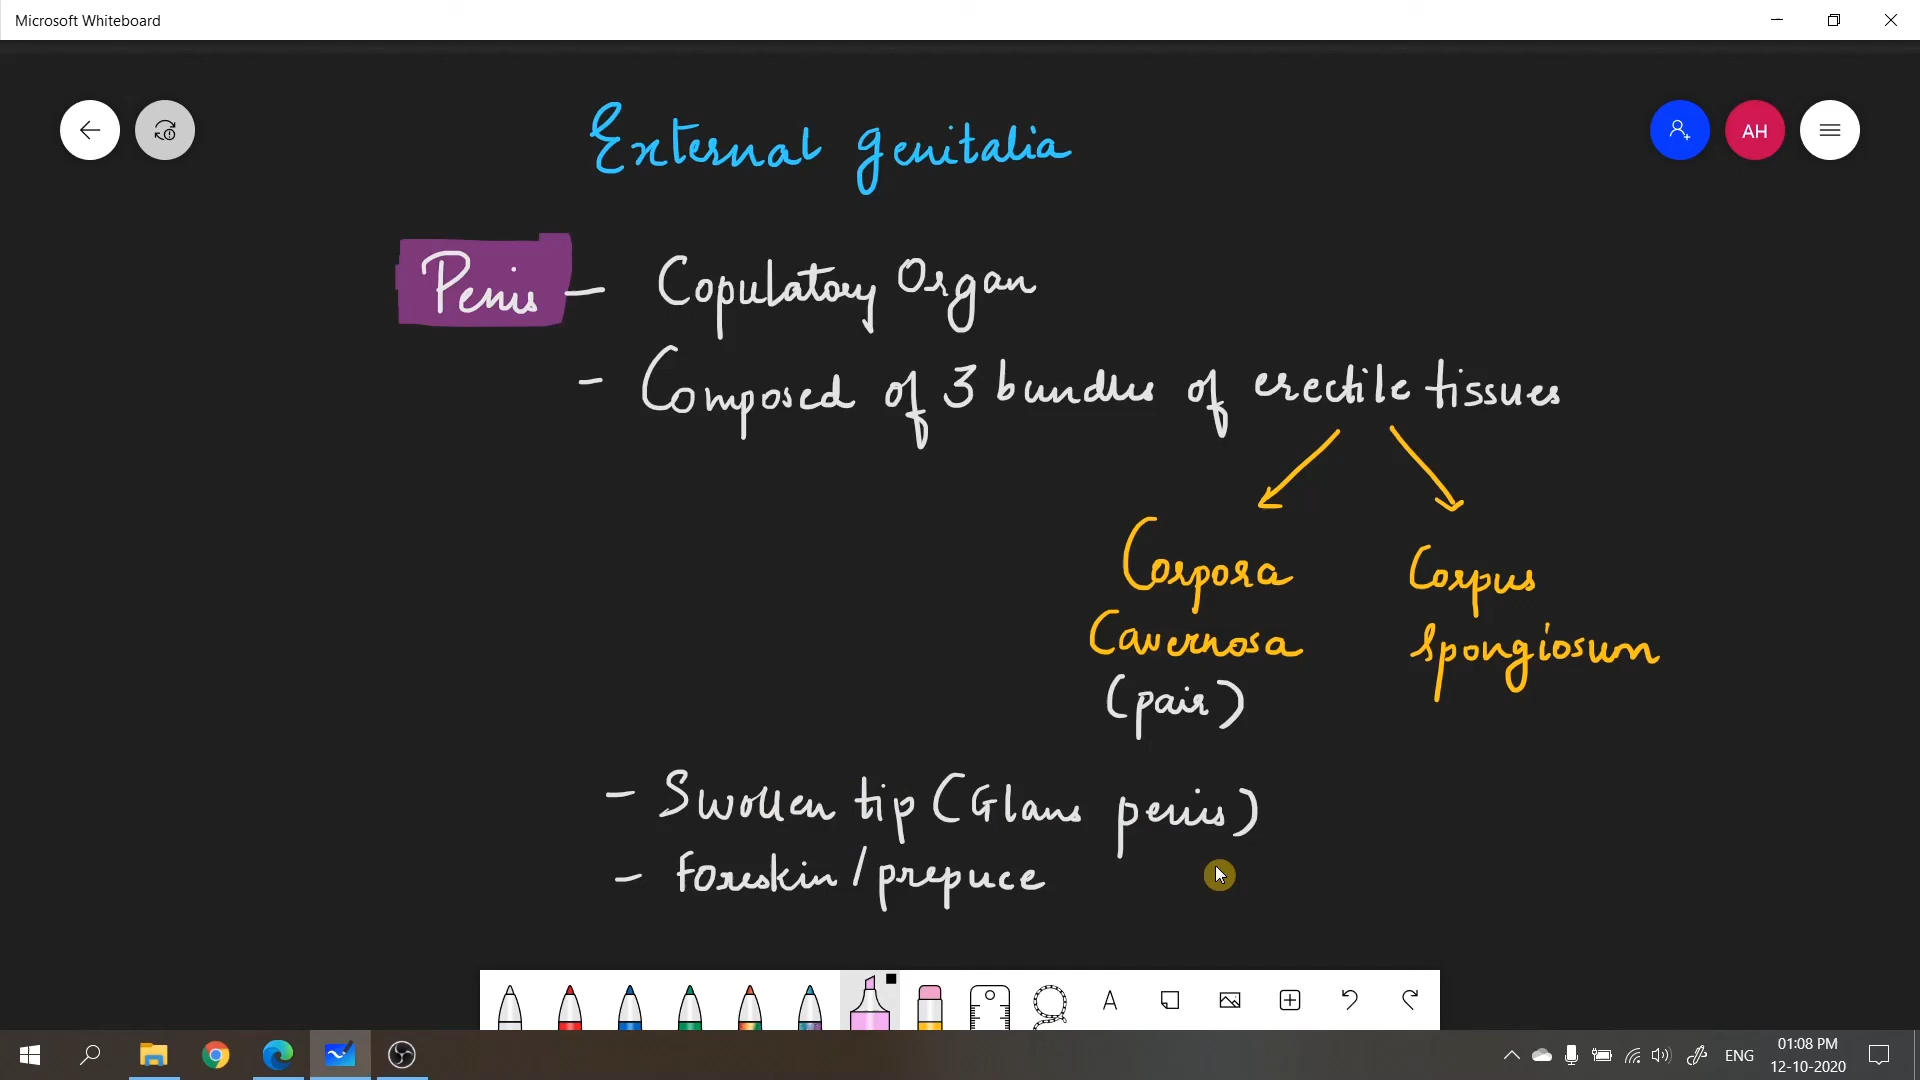 Microsoft Whiteboard
AH
External genitalia
Penis - Copulatory Organ
- Composed of 3 bundles of erectile tissues
Corpora Corpus
Cavernosa Spongiosum
(pair)
- Swollen tip (Glans penis)
- Foreskin / prepuce
A
ENG
01:08 PM
12-10-2020